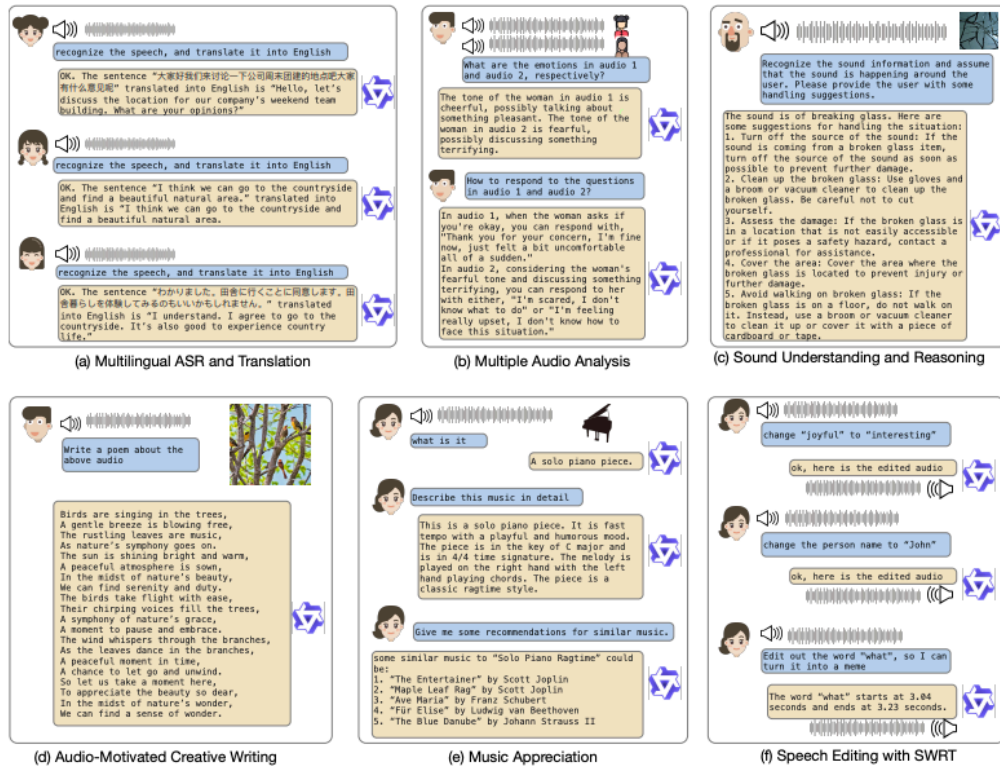 recognize the speech, and translate it into English
OK. The sentence "大家好我们来讨论一下公司周末团建的地点吧大家
有什么意见呢" translated into English is "Hello, let's
discuss the location for our company's weekend team
building. What are your opinions?"
recognize the speech, and translate it into English
OK. The sentence "I think we can go to the countryside
and find a beautiful natural area." translated into
English is "I think we can go to the countryside and
find a beautiful natural area.
recognize the speech, and translate it into English
OK. The sentence "わかりました。田舎に行くことに同意します。田
舎暮らしを体験してみるのもいいかもしれません。" translated
into English is "I understand. I agree to go to the
countryside. It's also good to experience country
life."
(a) Multilingual ASR and Translation
What are the emotions in audio 1
and audio 2, respectively?
The tone of the woman in audio 1 is
cheerful, possibly talking about
something pleasant. The tone of the
woman in audio 2 is fearful,
possibly discussing something
terrifying.
How to respond to the questions
in audio 1 and audio 2?
In audio 1, when the woman asks if
you're okay, you can respond with,
"Thank you for your concern, I'm fine
now, just felt a bit uncomfortable
all of a sudden."
In audio 2, considering the woman's
fearful tone and discussing something
terrifying, you can respond to her
with either, "I'm scared, I don't
know what to do" or "I'm feeling
really upset, I don't know how to
face this situation."
(b) Multiple Audio Analysis
Recognize the sound information and assume
that the sound is happening around the
user. Please provide the user with some
handling suggestions.
The sound is of breaking glass. Here are
some suggestions for handling the situation:
1. Turn off the source of the sound: If the
sound is coming from a broken glass item,
turn off the source of the sound as soon as
possible to prevent further damage.
2. Clean up the broken glass: Use gloves and
a broom or vacuum cleaner to clean up the
broken glass. Be careful not to cut
yourself.
3. Assess the damage: If the broken glass is
in a location that is not easily accessible
or if it poses a safety hazard, contact a
professional for assistance.
4. Cover the area: Cover the area where the
broken glass is located to prevent injury or
further damage.
5. Avoid walking on broken glass: If the
broken glass is on a floor, do not walk on
it. Instead, use a broom or vacuum cleaner
to clean it up or cover it with a piece of
cardboard or tape.
(c) Sound Understanding and Reasoning
Write a poem about the
above audio
Birds are singing in the trees,
A gentle breeze is blowing free,
The rustling leaves are music,
As nature's symphony goes on.
The sun is shining bright and warm,
A peaceful atmosphere is sown,
In the midst of nature's beauty,
We can find serenity and duty.
The birds take flight with ease,
Their chirping voices fill the trees,
A symphony of nature's grace,
A moment to pause and embrace.
The wind whispers through the branches,
As the leaves dance in the branches,
A peaceful moment in time,
A chance to let go and unwind.
So let us take a moment here,
To appreciate the beauty so dear,
In the midst of nature's wonder,
We can find a sense of wonder.
(d) Audio-Motivated Creative Writing
what is it
A solo piano piece.
Describe this music in detail
This is a solo piano piece. It is fast
tempo with a playful and humorous mood.
The piece is in the key of C major and
is in 4/4 time signature. The melody is
played on the right hand with the left
hand playing chords. The piece is a
classic ragtime style.
Give me some recommendations for similar music.
some similar music to "Solo Piano Ragtime" could
be:
1. "The Entertainer" by Scott Joplin
2. "Maple Leaf Rag" by Scott Joplin
3. "Ave Maria" by Franz Schubert
4. "Für Elise" by Ludwig van Beethoven
5. "The Blue Danube" by Johann Strauss II
(e) Music Appreciation
change "joyful" to "interesting"
ok, here is the edited audio
change the person name to "John"
ok, here is the edited audio
Edit out the word "what", so I can
turn it into a meme
The word "what" starts at 3.04
seconds and ends at 3.23 seconds.
(f) Speech Editing with SWRT